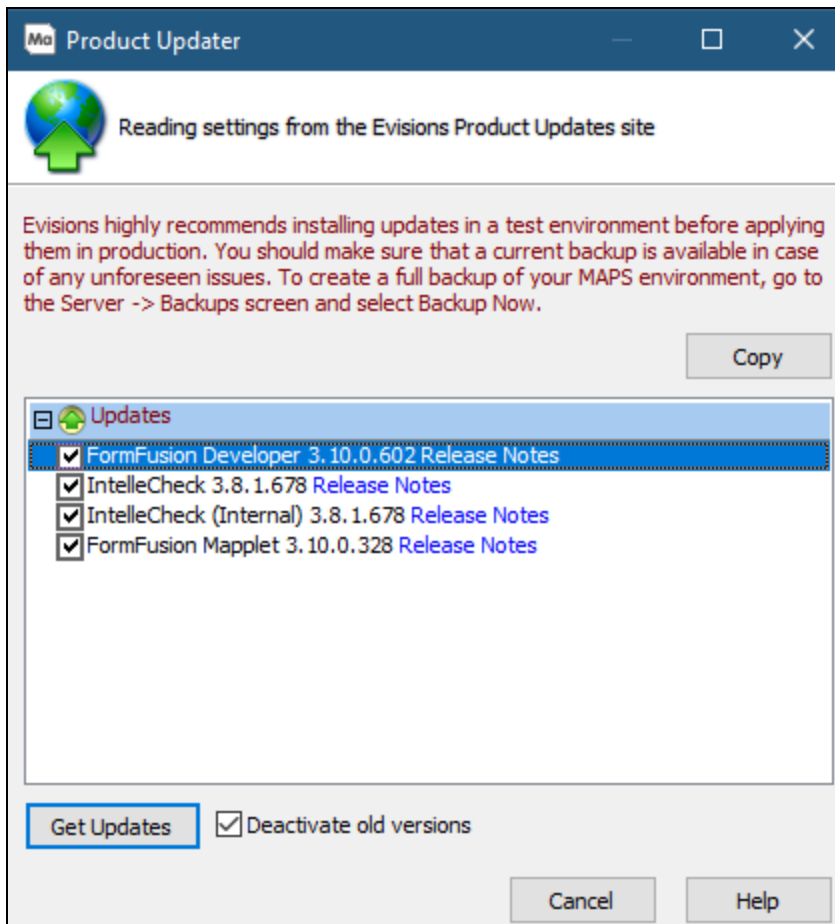 Ma Product Updater
Reading settings from the Evisions Product Updates site
Evisions highly recommends installing updates in a test environment before applying
them in production. You should make sure that a current backup is available in case
of any unforeseen issues. To create a full backup of your MAPS environment, go to
the Server -> Backups screen and select Backup Now.
Copy
Updates
FormFusion Developer 3.10.0.602 Release Notes
IntelleCheck 3.8.1.678 Release Notes
IntelleCheck (Internal) 3.8.1.678 Release Notes
FormFusion Mapplet 3.10.0.328 Release Notes
Get Updates Deactivate old versions
Cancel Help